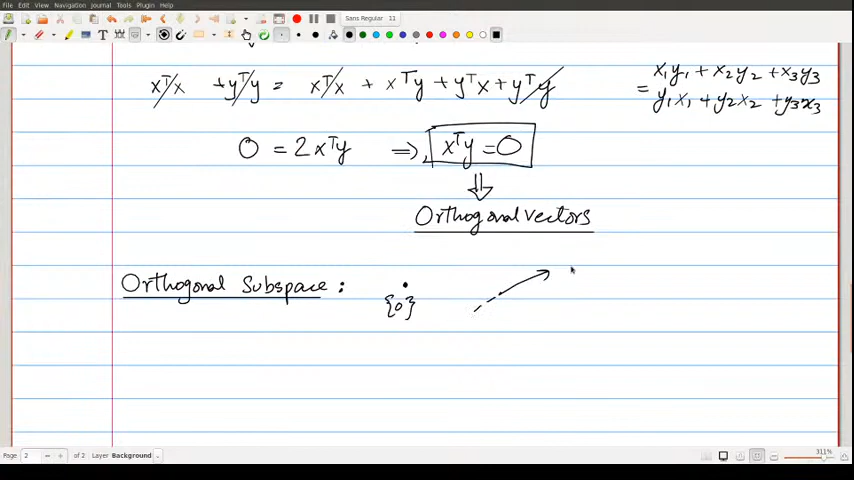 File Edit View Journal Tools Plugin Help
Sans Regular 11
xᵀx + yᵀy = xᵀx + xᵀy + yᵀx + yᵀy
= x₁y₁ + x₂y₂ + x₃y₃
y₁x₁ + y₂x₂ + y₃x₃
0 = 2xᵀy ⇒ xᵀy = 0
⇓
Orthogonal vectors
Orthogonal Subspace :
{0}
Page 2 of 2 Layer Background 311%